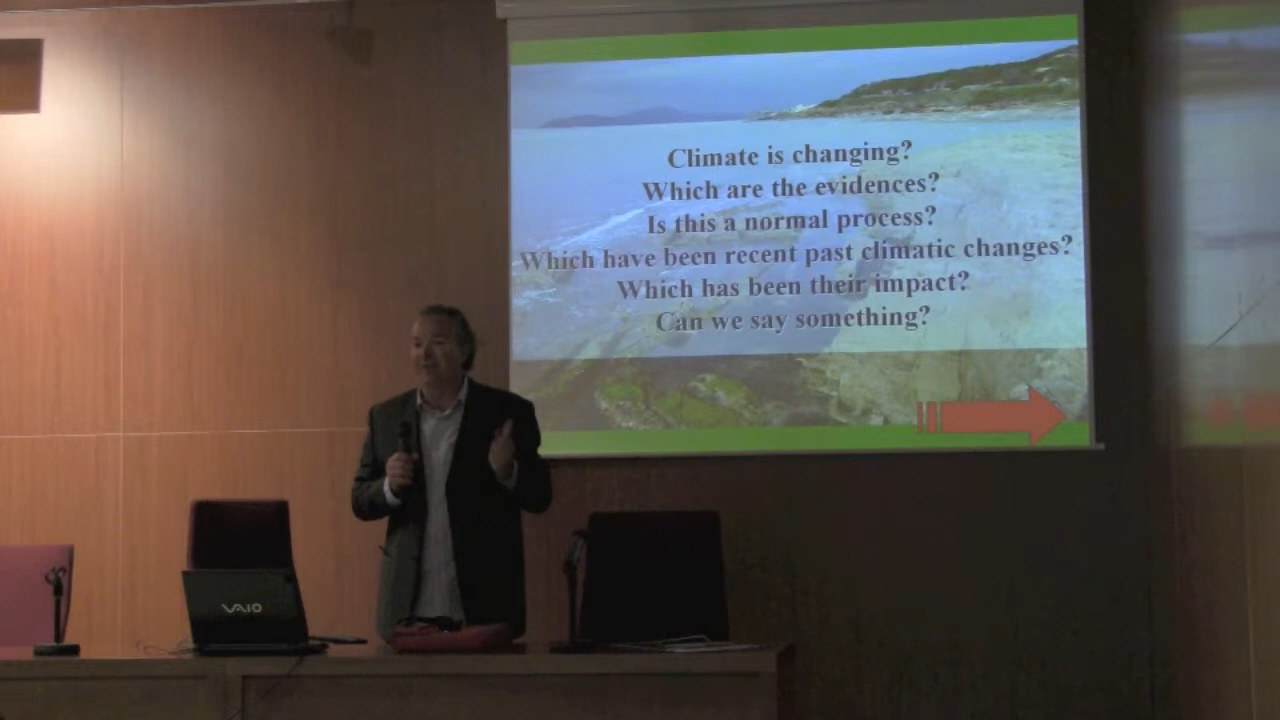 Climate is changing?
Which are the evidences?
Is this a normal process?
Which have been recent past climatic changes?
Which has been their impact?
Can we say something?
VAIO